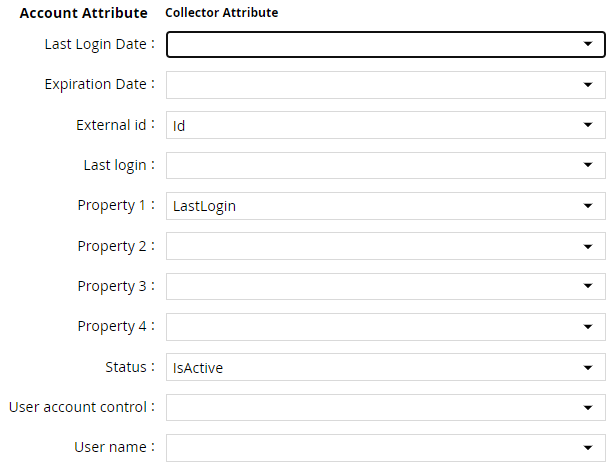 Account Attribute Collector Attribute
Last Login Date :
Expiration Date :
External id : Id
Last login :
Property 1 : LastLogin
Property 2 :
Property 3 :
Property 4 :
Status : IsActive
User account control :
User name :